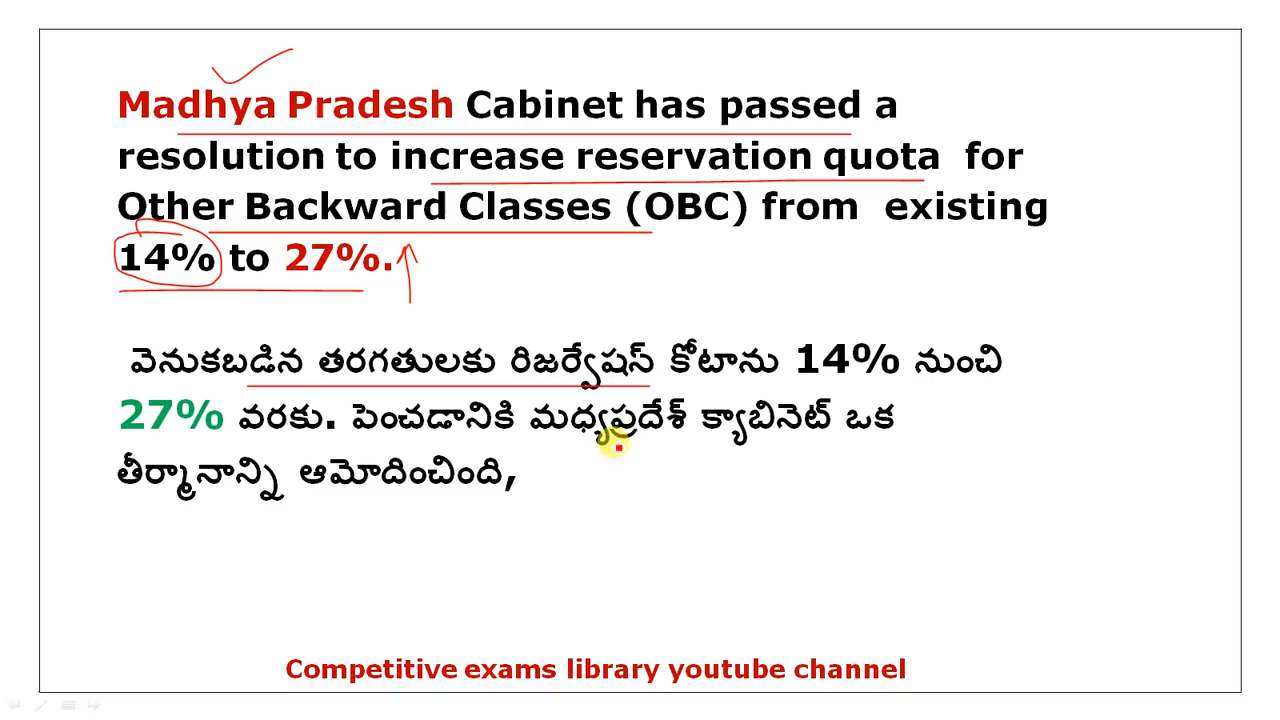 Madhya Pradesh Cabinet has passed a
resolution to increase reservation quota for
Other Backward Classes (OBC) from existing
14% to 27%.
వెనుకబడిన తరగతులకు రిజర్వేషన్ కోటాను 14% నుంచి
27% వరకు. పెంచడానికి మధ్యప్రదేశ్ క్యాబినెట్ ఒక
తీర్మానాన్ని ఆమోదించింది,
Competitive exams library youtube channel